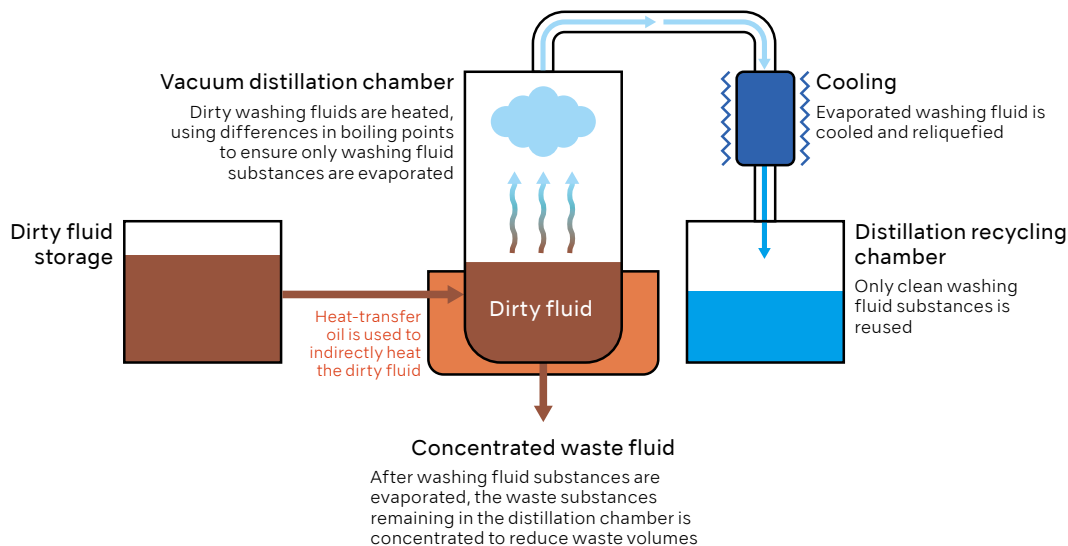 Vacuum distillation chamber
Dirty washing fluids are heated,
using differences in boiling points
to ensure only washing fluid
substances are evaporated
Cooling
Evaporated washing fluid is
cooled and reliquefied
Dirty fluid
storage
Heat-transfer
oil is used to
indirectly heat
the dirty fluid
Dirty fluid
Distillation recycling
chamber
Only clean washing
fluid substances is
reused
Concentrated waste fluid
After washing fluid substances are
evaporated, the waste substances
remaining in the distillation chamber is
concentrated to reduce waste volumes